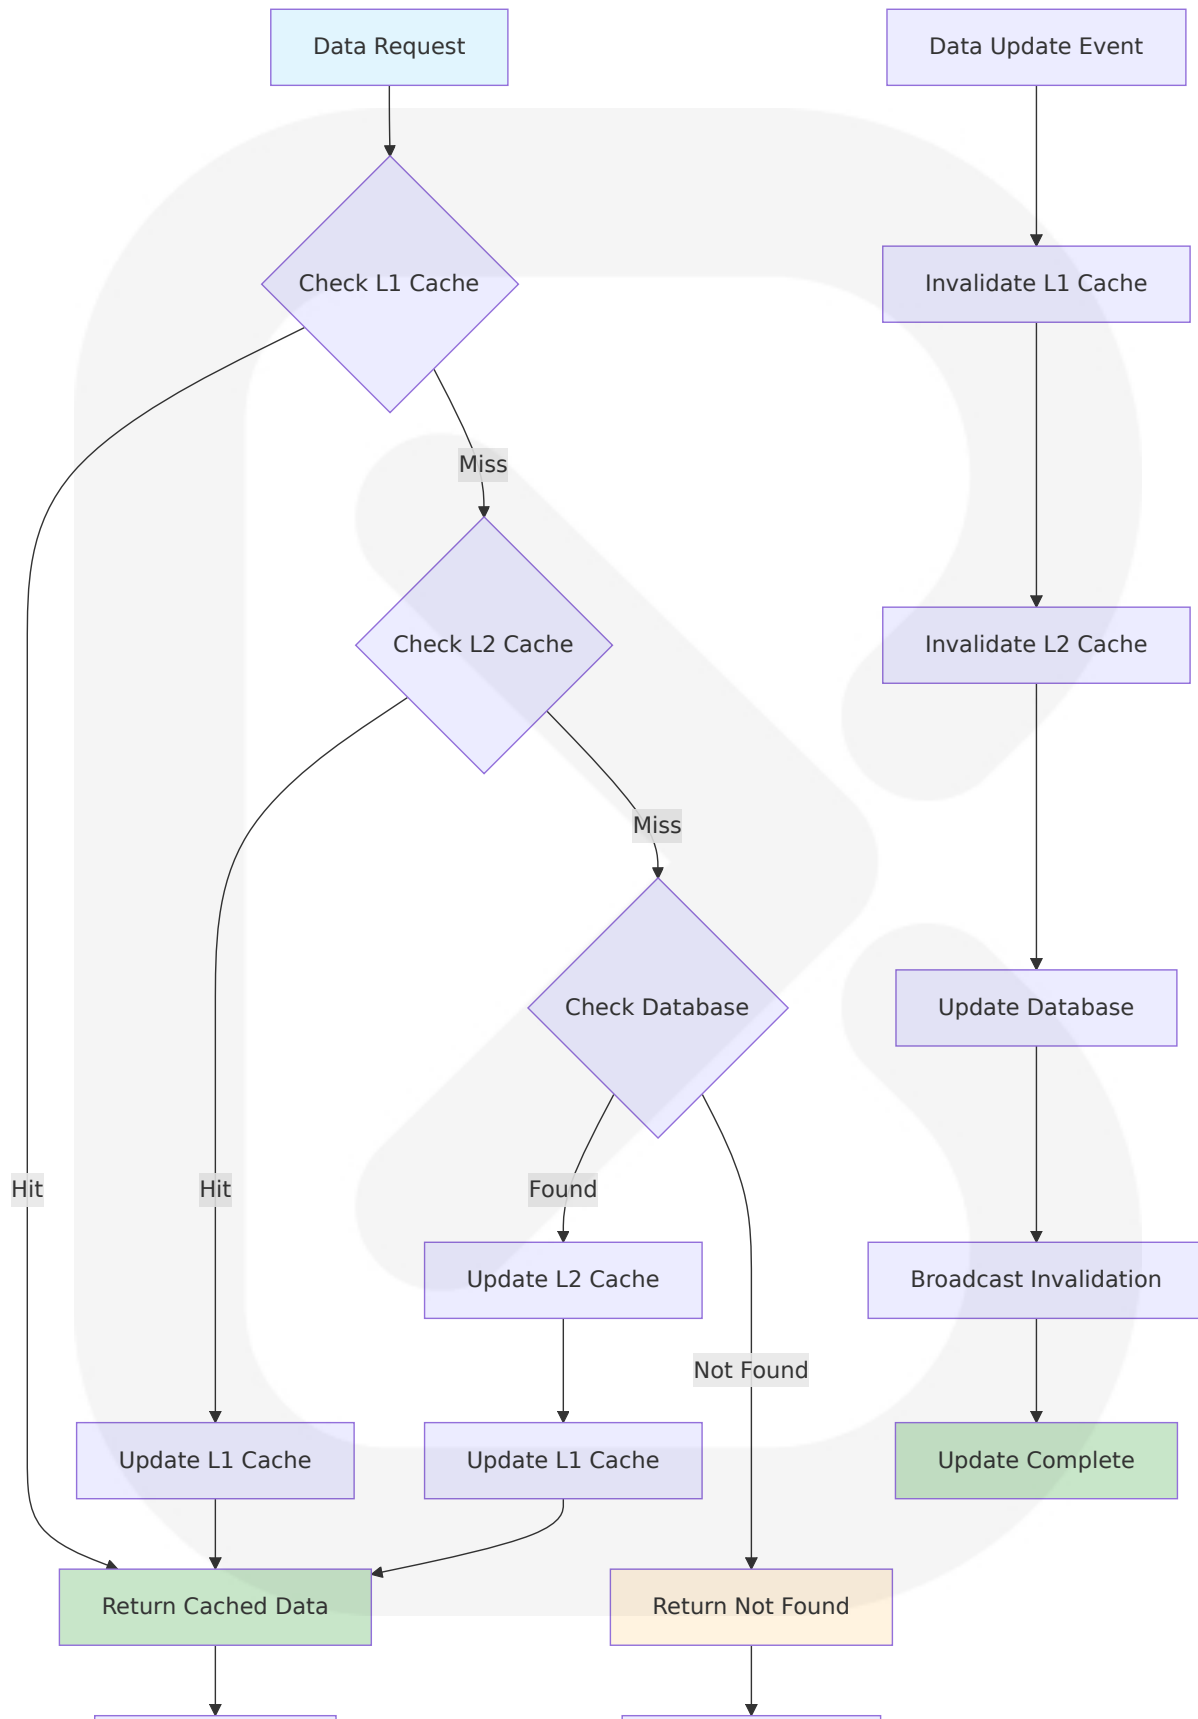 Data Request
Data Update Event
Check L1 Cache
Invalidate L1 Cache
Miss
Check L2 Cache
Invalidate L2 Cache
Miss
Check Database
Update Database
Hit
Hit
Found
Update L2 Cache
Broadcast Invalidation
Not Found
Update L1 Cache
Update L1 Cache
Update Complete
Return Cached Data
Return Not Found